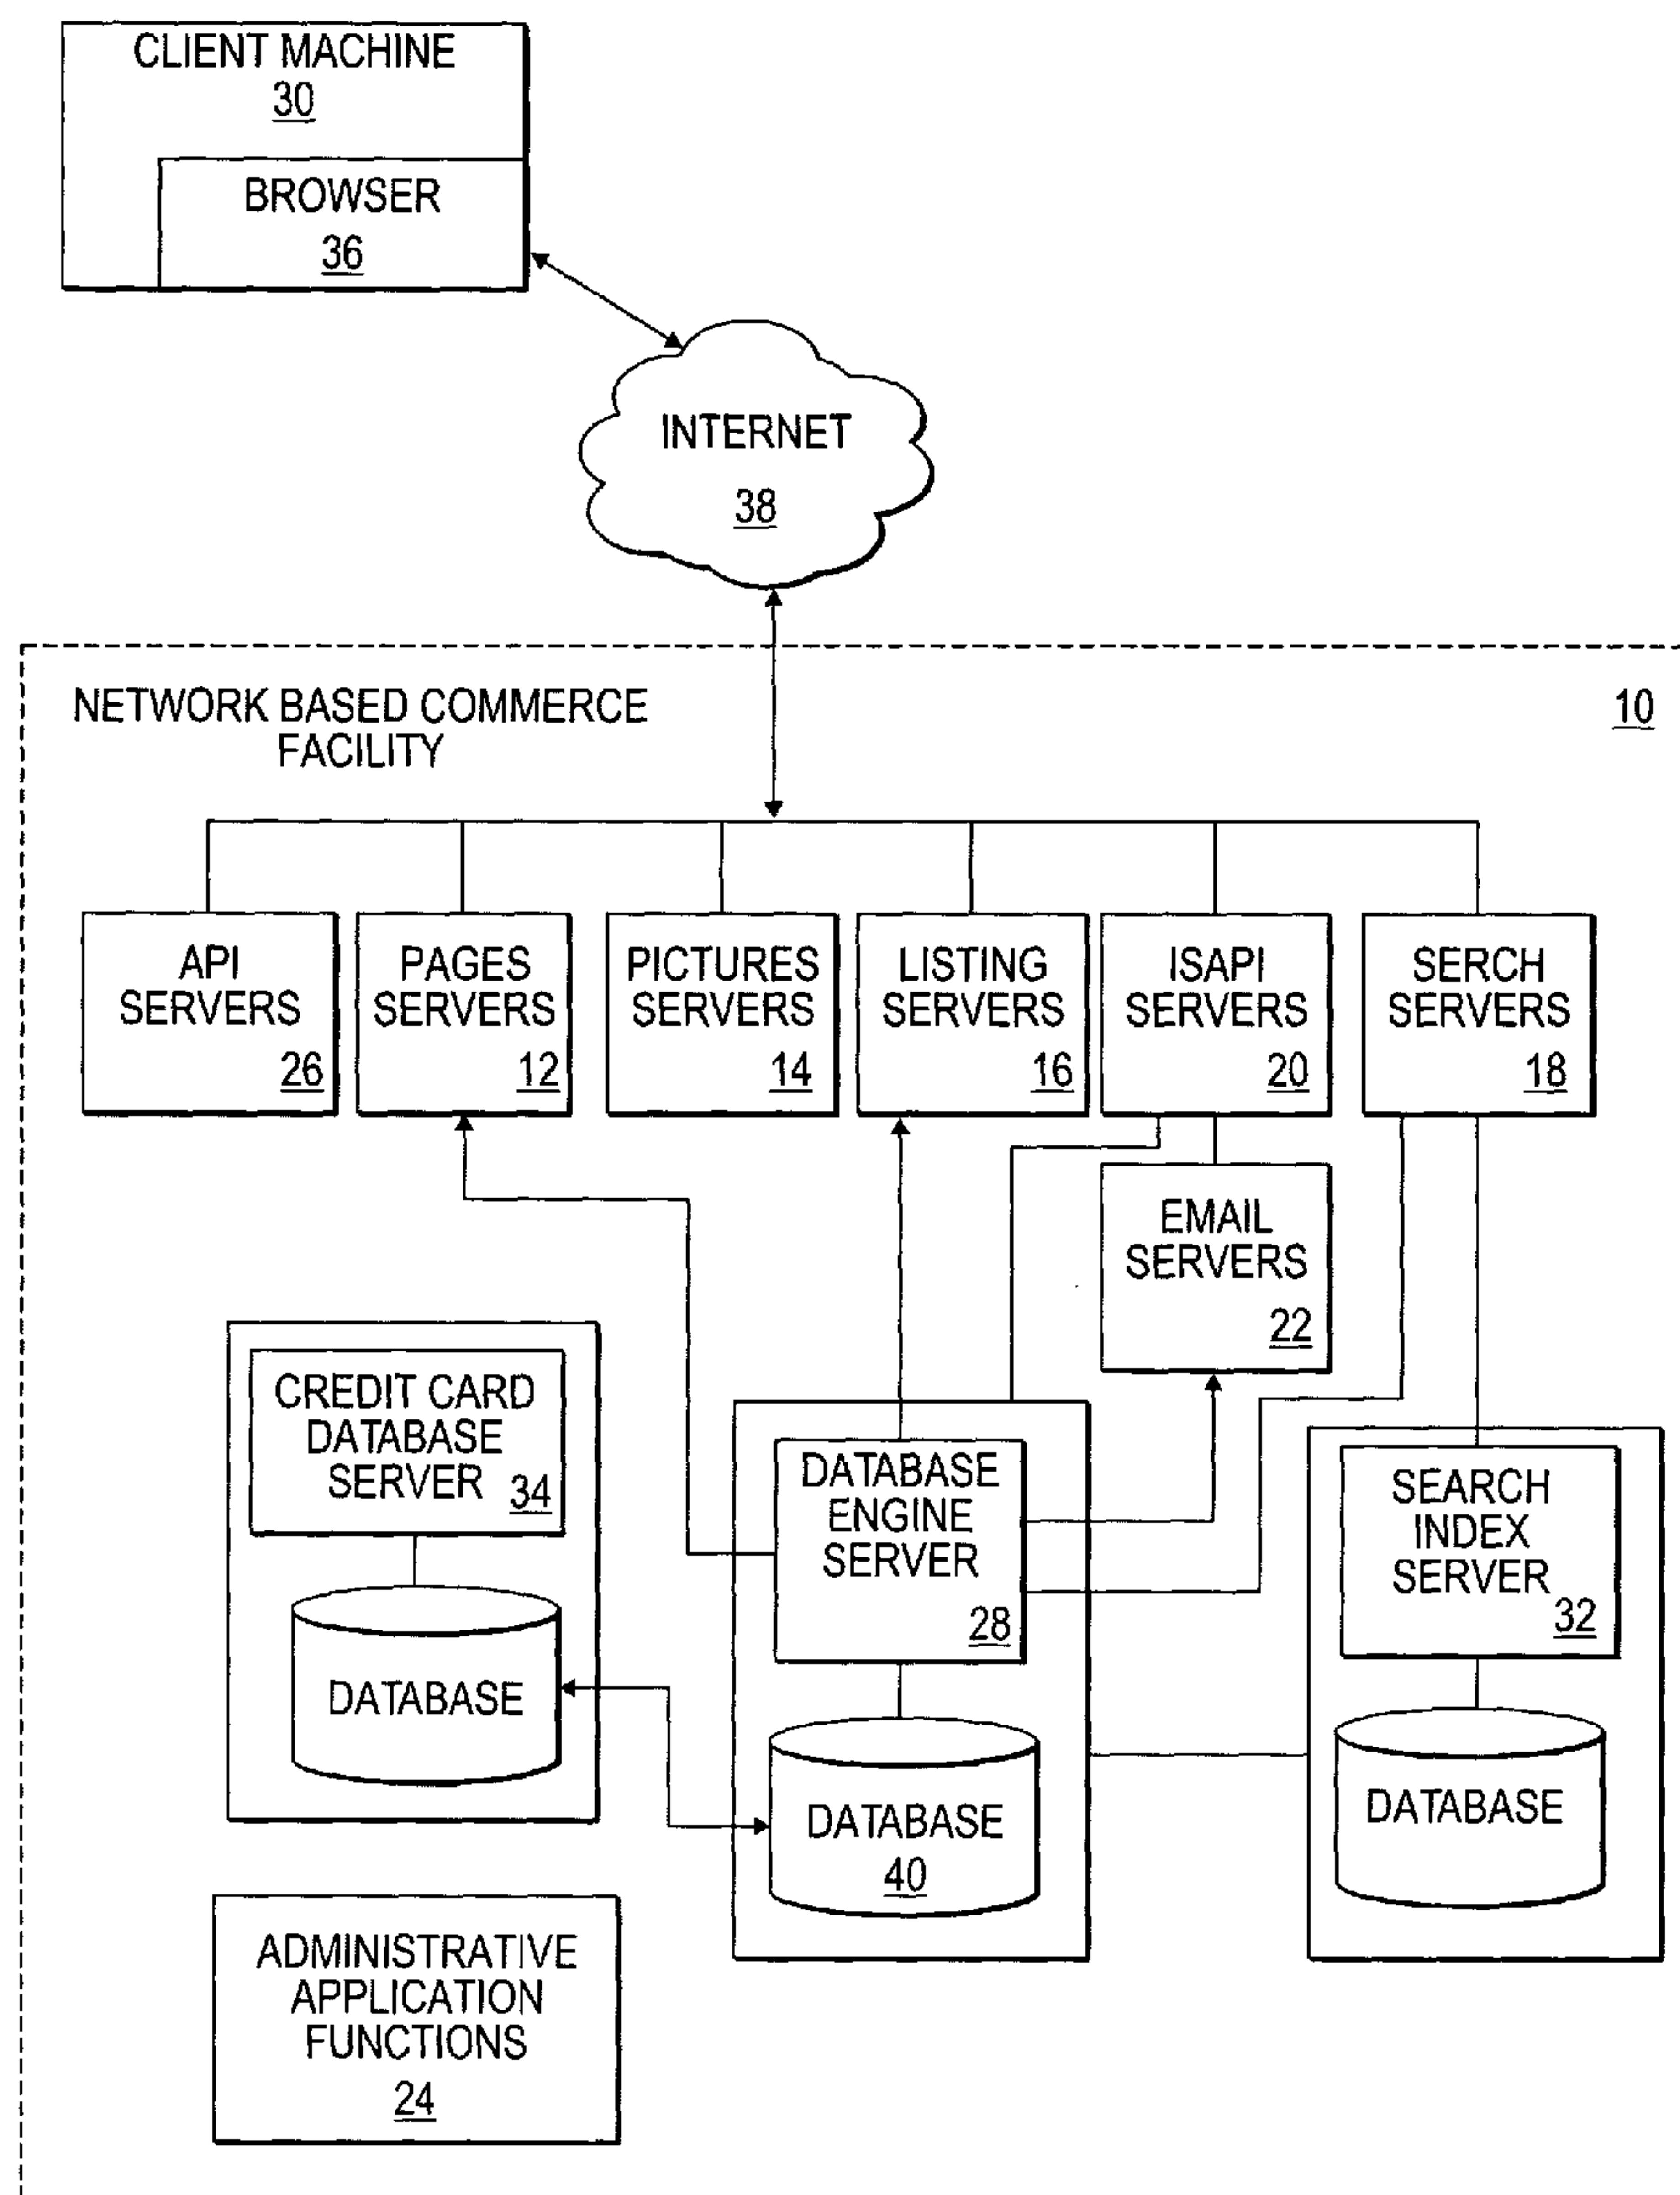 CLIENT MACHINE
30
BROWSER
36
INTERNET
38
NETWORK BASED COMMERCE
FACILITY
10
API
SERVERS
26
PAGES
SERVERS
12
PICTURES
SERVERS
14
LISTING
SERVERS
16
ISAPI
SERVERS
20
SERCH
SERVERS
18
EMAIL
SERVERS
22
CREDIT CARD
DATABASE
SERVER
34
DATABASE
DATABASE
ENGINE
SERVER
28
DATABASE
40
SEARCH
INDEX
SERVER
32
DATABASE
ADMINISTRATIVE
APPLICATION
FUNCTIONS
24